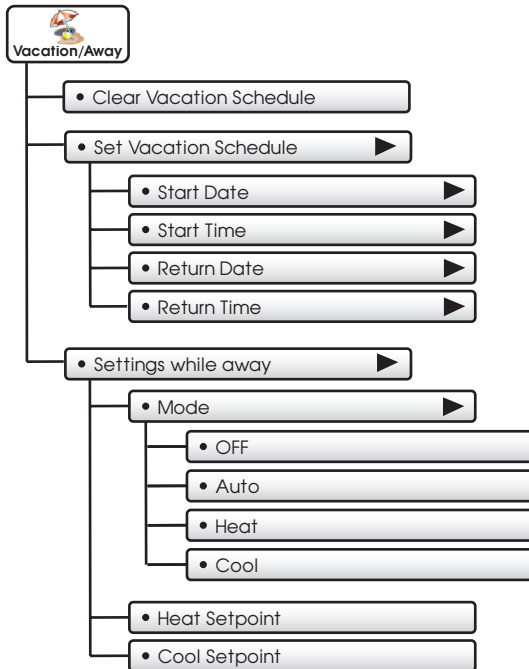 Vacation/Away
• Clear Vacation Schedule
• Set Vacation Schedule
• Start Date
• Start Time
• Return Date
• Return Time
• Settings while away
• Mode
• OFF
• Auto
• Heat
• Cool
• Heat Setpoint
• Cool Setpoint